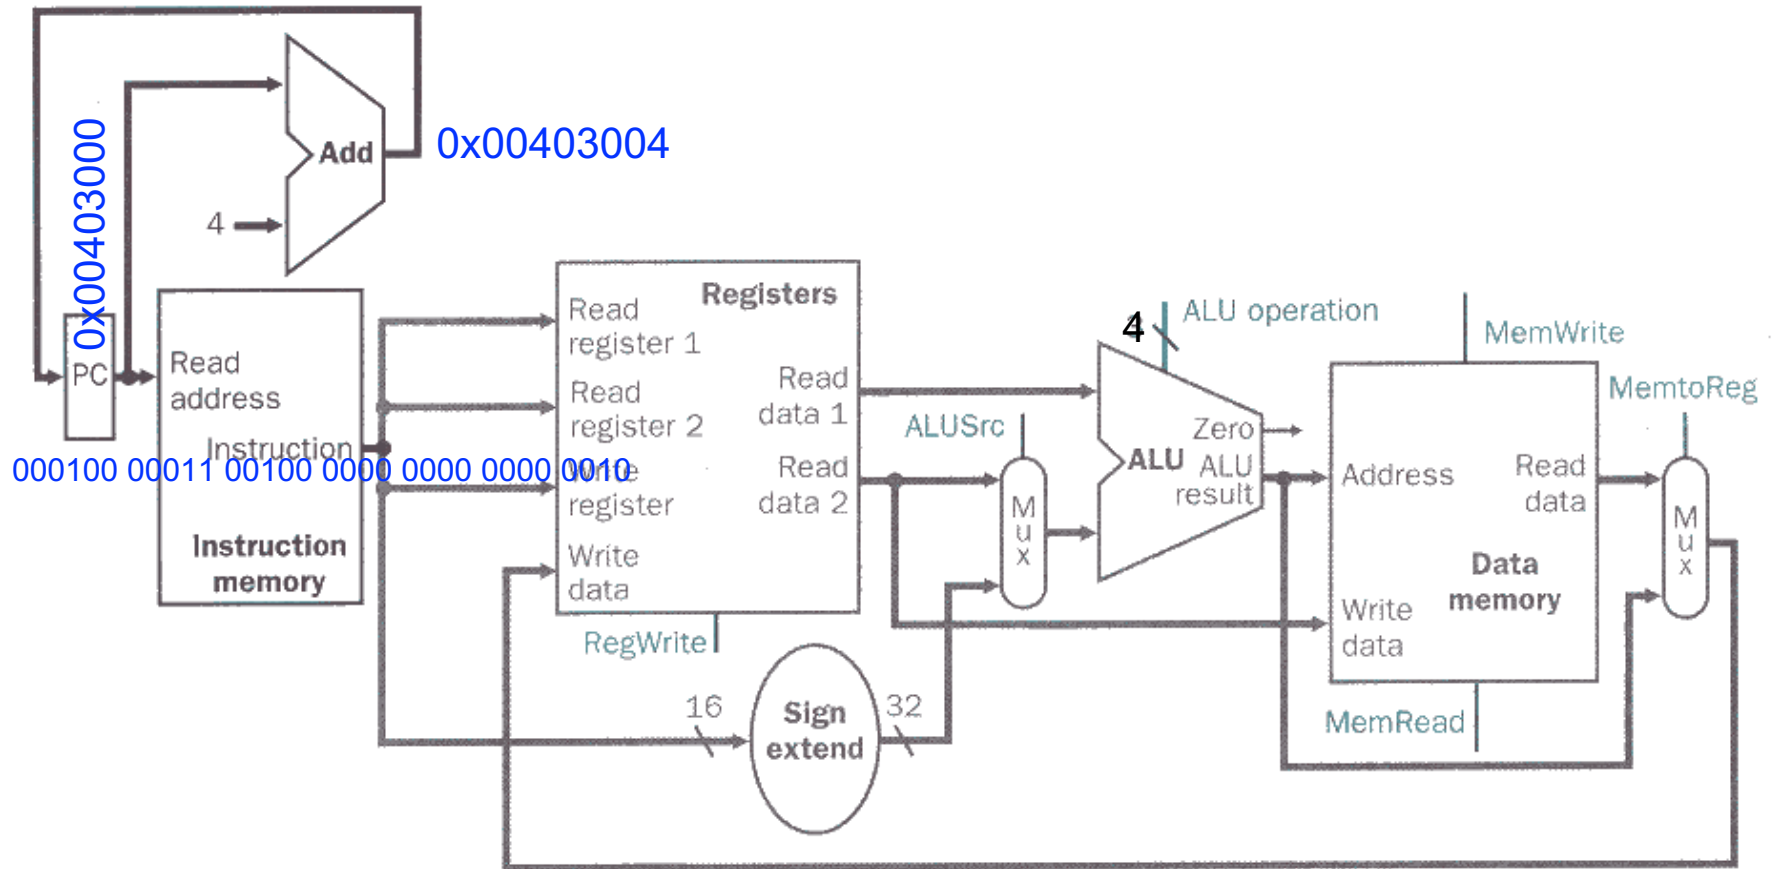 0x00403000
Add
0x00403004
4
PC
Read
address
Instruction
000100 00011 00100 0000 0000 0000 0010
Instruction
memory
Registers
Read
register 1
Read
register 2
Write
register
Write
data
Read
data 1
Read
data 2
RegWrite
16
Sign
extend
32
ALUSrc
M
u
x
4
ALU operation
Zero
ALU
ALU
result
MemWrite
Address
Read
data
Data
memory
Write
data
MemRead
MemtoReg
M
u
x